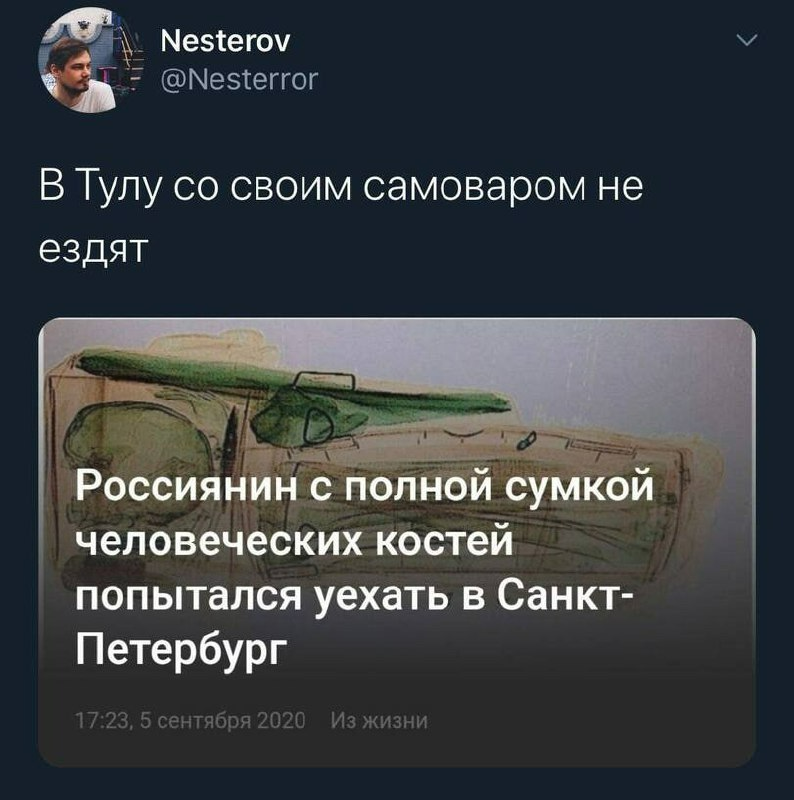 Nesterov
@Nesterror
В Тулу со своим самоваром не
ездят
Россиянин с полной сумкой
человеческих костей
попытался уехать в Санкт-
Петербург
17:23, 5 сентября 2020 Из жизни